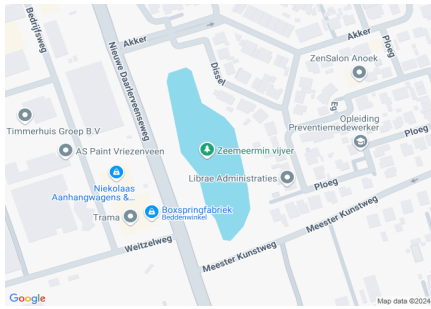 Bedrijfsweg
Nieuwe Daarlerveenseweg
Akker
Akker
Ploeg
Dissel
ZenSalon Anoek
Eg
Opleiding
Preventiemedewerker
Ploeg
Timmerhuis Groep B.V
AS Paint Vriezenveen
Zeemeermin vijver
Niekolaas
Aanhangwagens &...
Librae Administraties
Ploeg
Trama
Boxspringfabriek
Beddenwinkel
Meester Kunstweg
Weitzelweg
Meester Kunstweg
Google
Map data ©2024